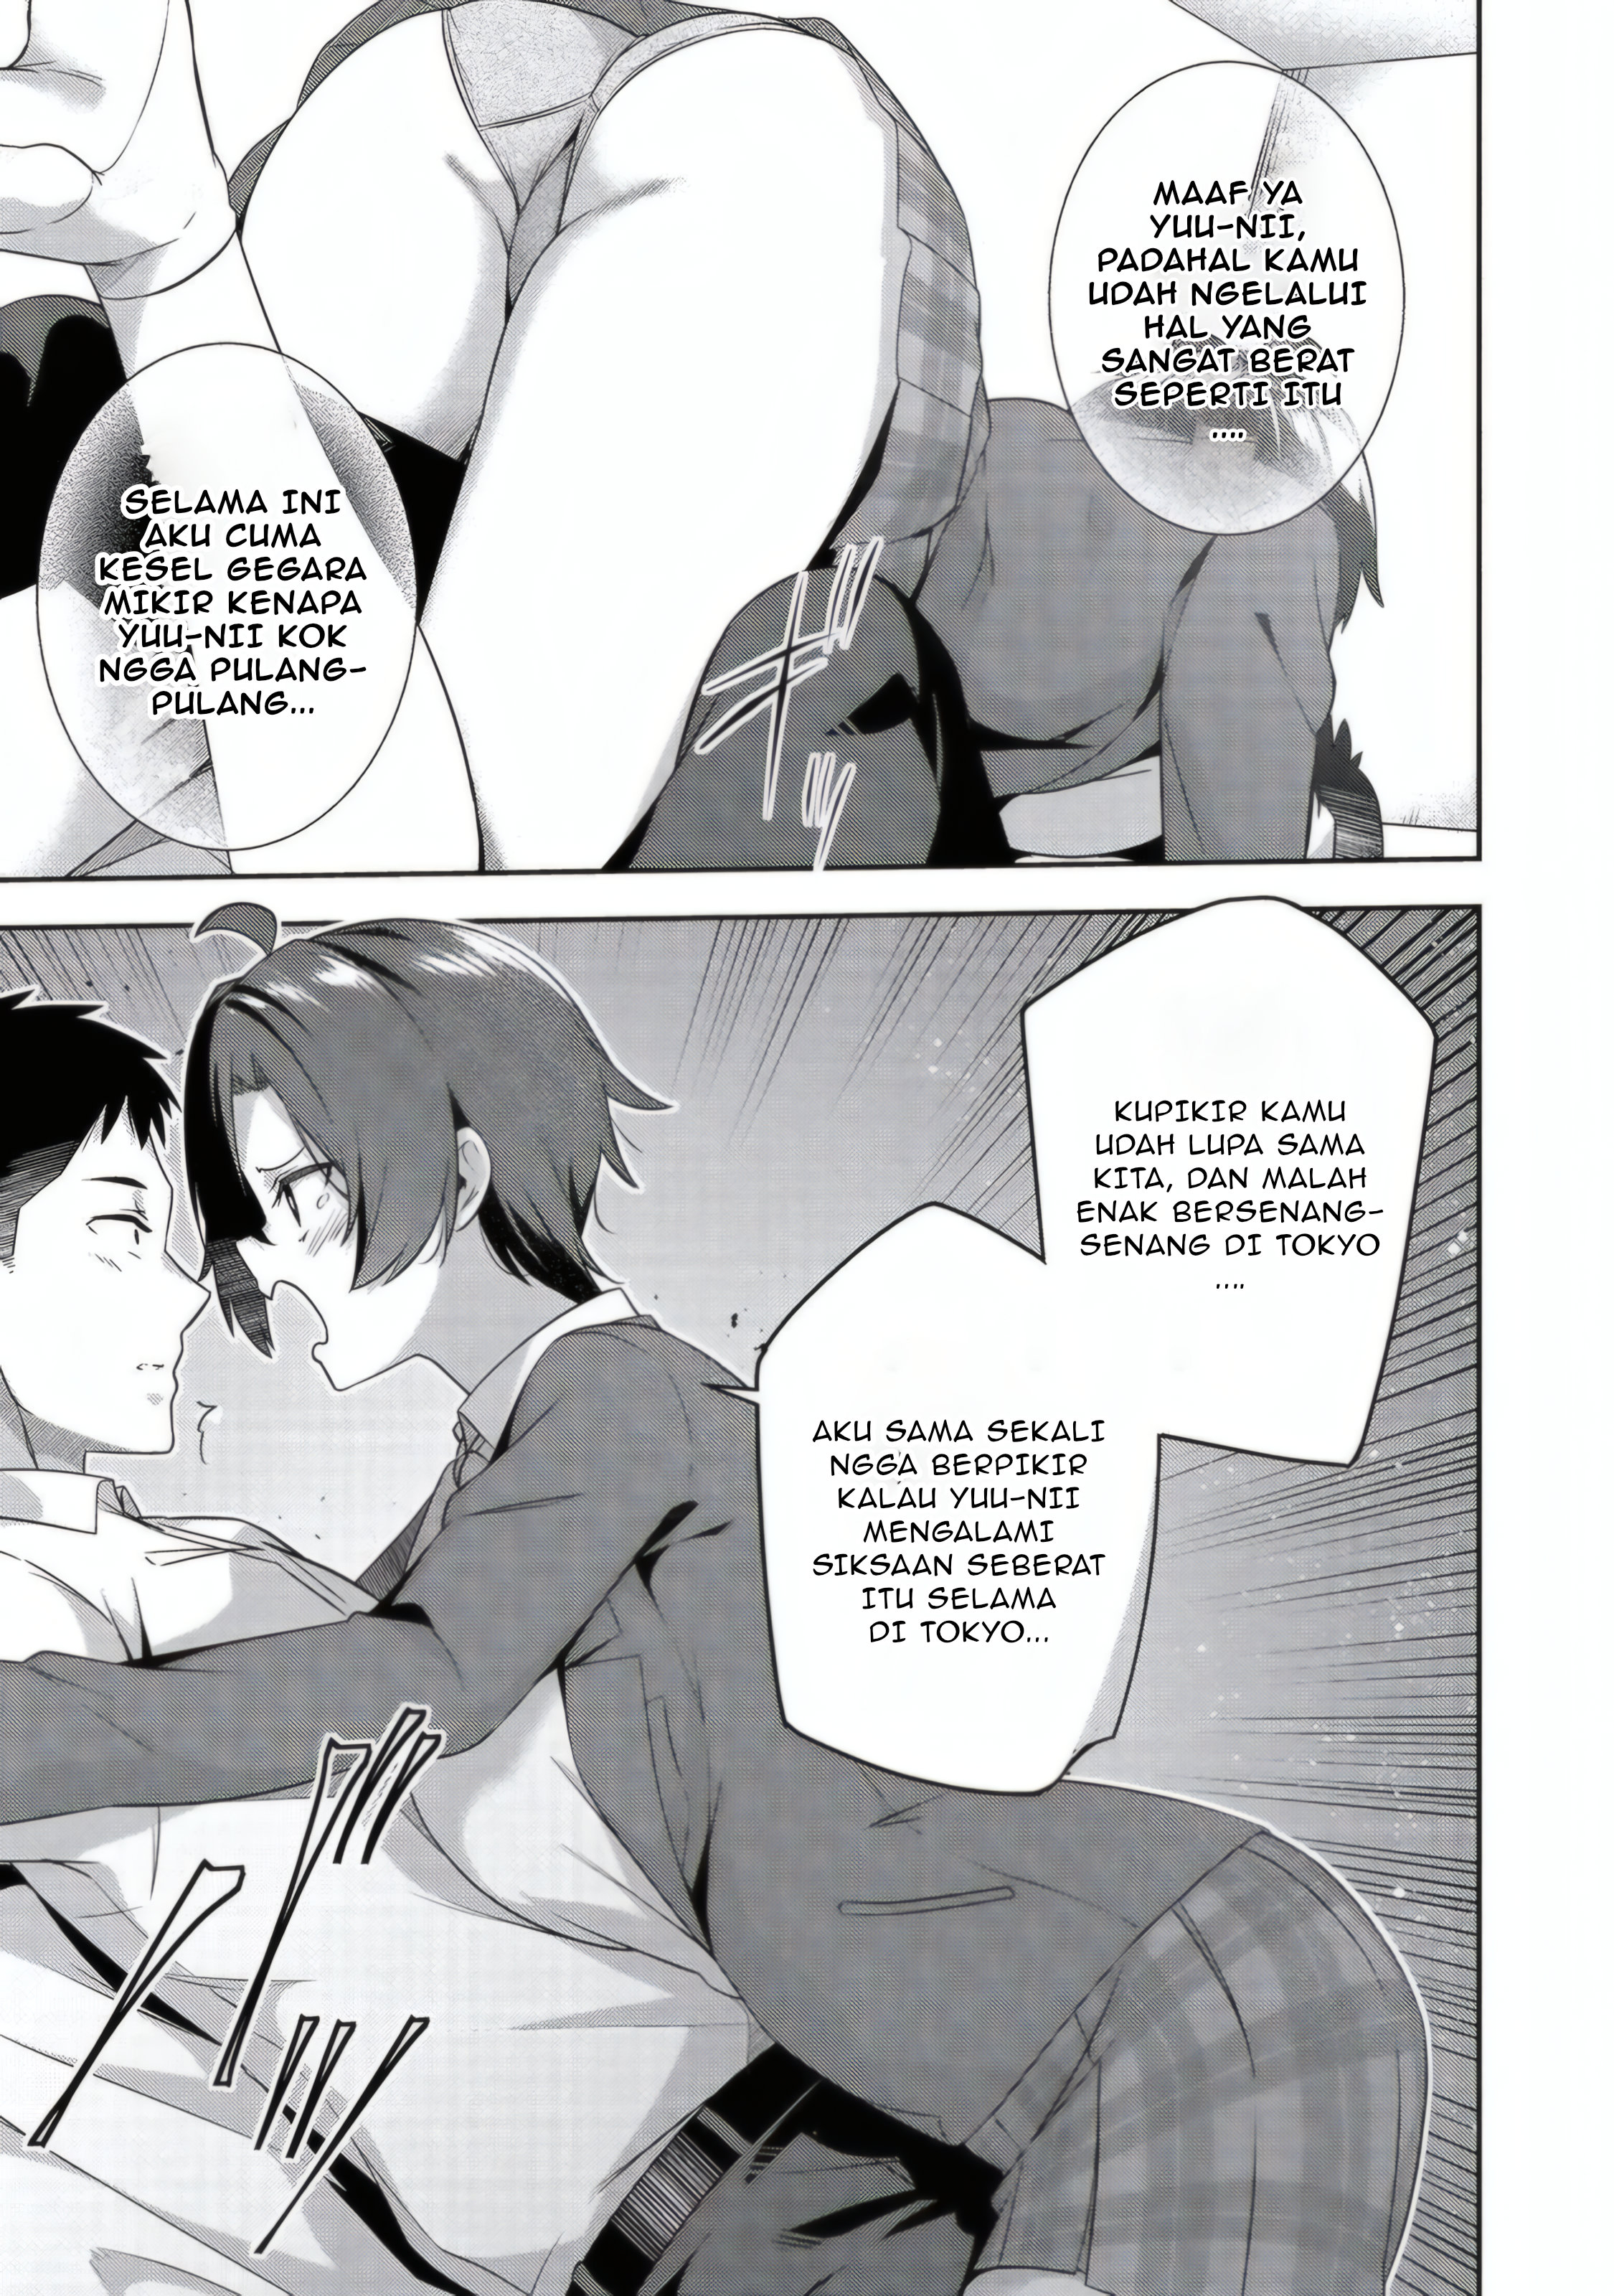 MAAF YA
YUU-NII,
PADAHAL KAMU
UDAH NGELALUI
HAL YANG
SANGAT BERAT
SEPERTI ITU
....
SELAMA INI
AKU CUMA
KESEL GEGARA
MIKIR KENAPA
YUU-NII KOK
NGGA PULANG-
PULANG...
KUPIKIR KAMU
UDAH LUPA SAMA
KITA, DAN MALAH
ENAK BERSENANG-
SENANG DI TOKYO
....
AKU SAMA SEKALI
NGGA BERPIKIR
KALAU YUU-NII
MENGALAMI
SIKSAAN SEBERAT
ITU SELAMA
DI TOKYO...